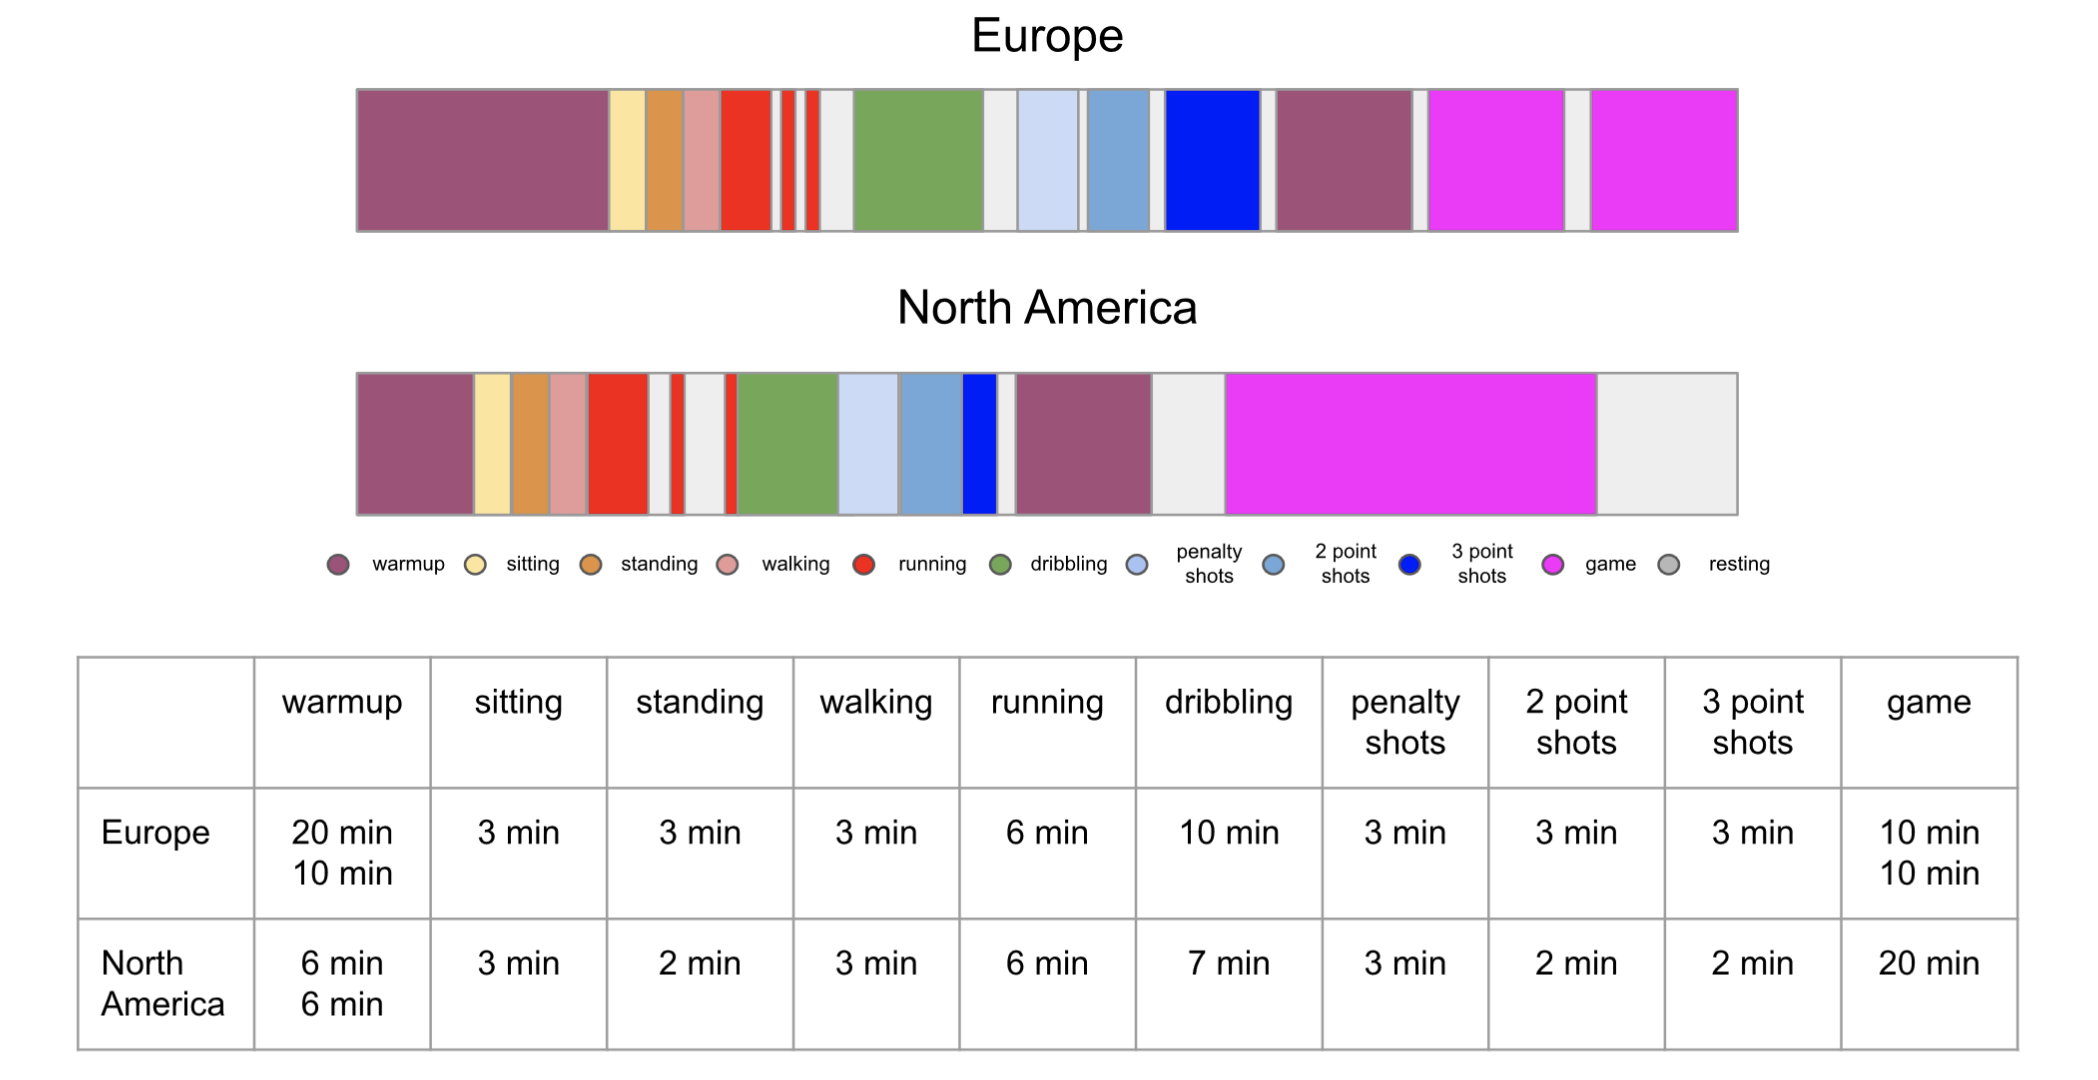 Europe
North America
warmup sitting standing walking running dribbling penalty shots 2 point shots 3 point shots game resting
warmup sitting standing walking running dribbling penalty shots 2 point shots 3 point shots game
Europe 20 min 3 min 3 min 3 min 6 min 10 min 3 min 3 min 3 min 10 min
10 min 10 min
North 6 min 3 min 2 min 3 min 6 min 7 min 3 min 2 min 2 min 20 min
America 6 min